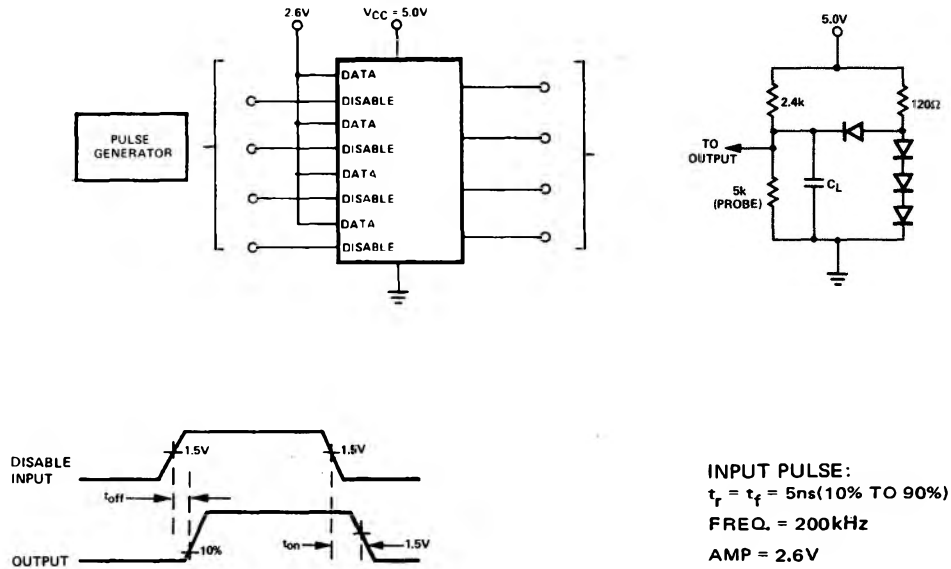 2.6V
VCC = 5.0V
PULSE
GENERATOR
DATA
DISABLE
DATA
DISABLE
DATA
DISABLE
DATA
DISABLE
5.0V
2.4k
120Ω
TO
OUTPUT
5k
(PROBE)
CL
DISABLE
INPUT
1.5V
1.5V
toff
OUTPUT
10%
ton
1.5V
INPUT PULSE:
tr = tf = 5ns(10% TO 90%)
FREQ. = 200kHz
AMP = 2.6V